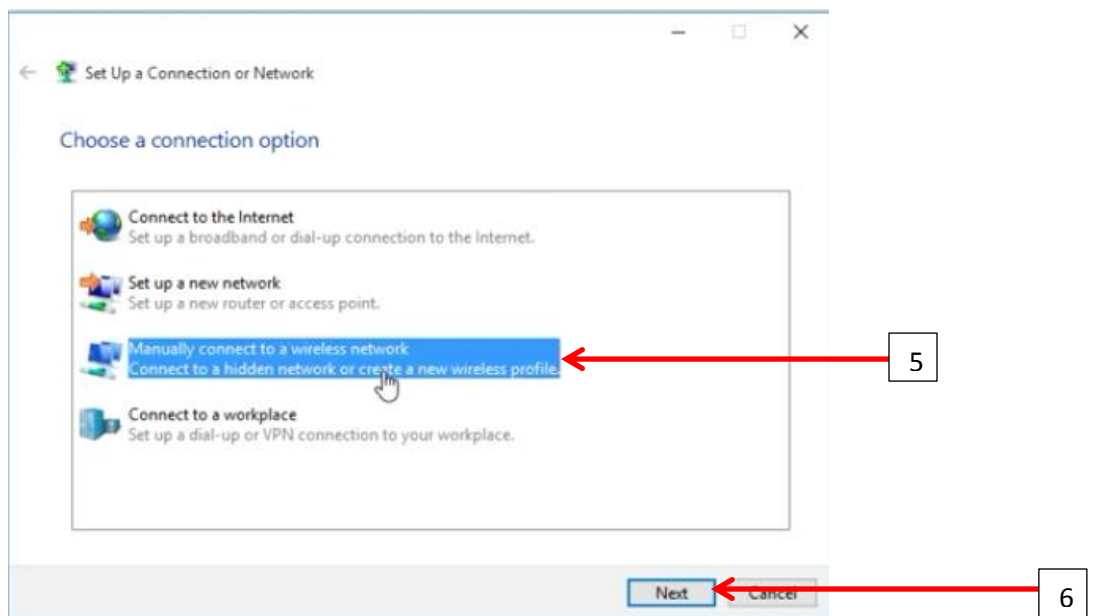 Set Up a Connection or Network
Choose a connection option
Connect to the Internet
Set up a broadband or dial-up connection to the Internet.
Set up a new network
Set up a new router or access point.
Manually connect to a wireless network
Connect to a hidden network or create a new wireless profile.
5
Connect to a workplace
Set up a dial-up or VPN connection to your workplace.
Next Cancel
6